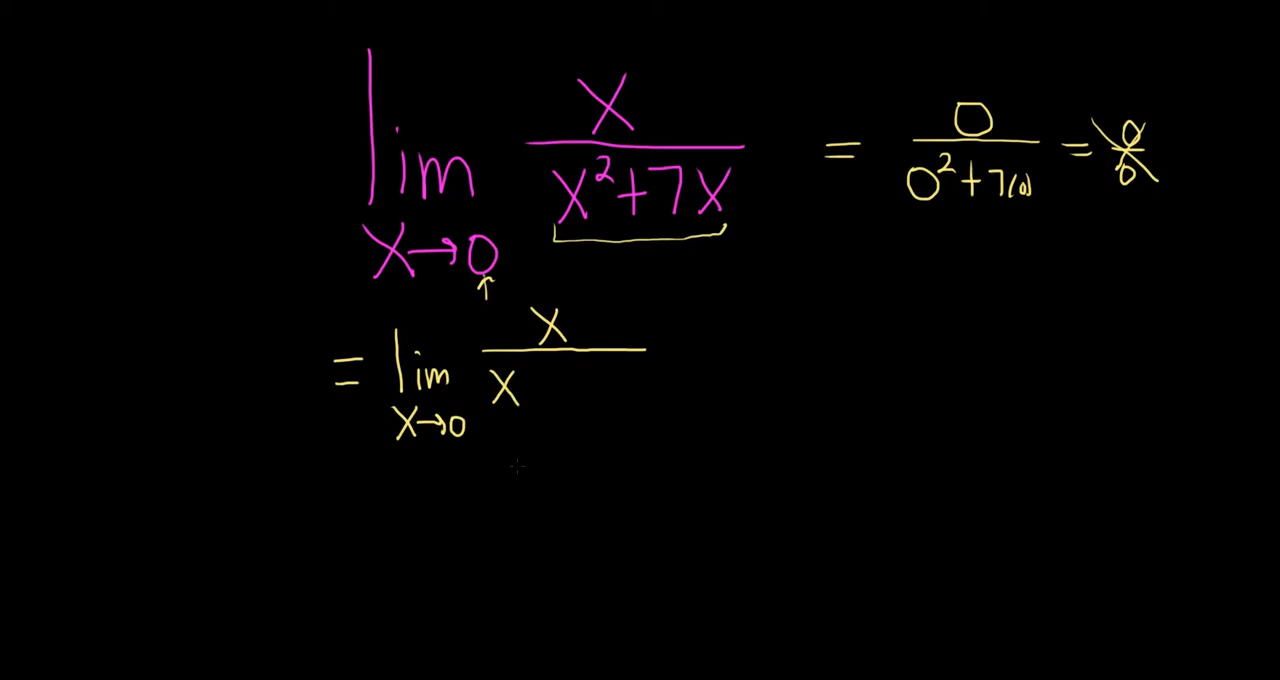 lim x→0 x/(x²+7x) = 0/(0²+7(0)) = 0/0
= lim x→0 x/x